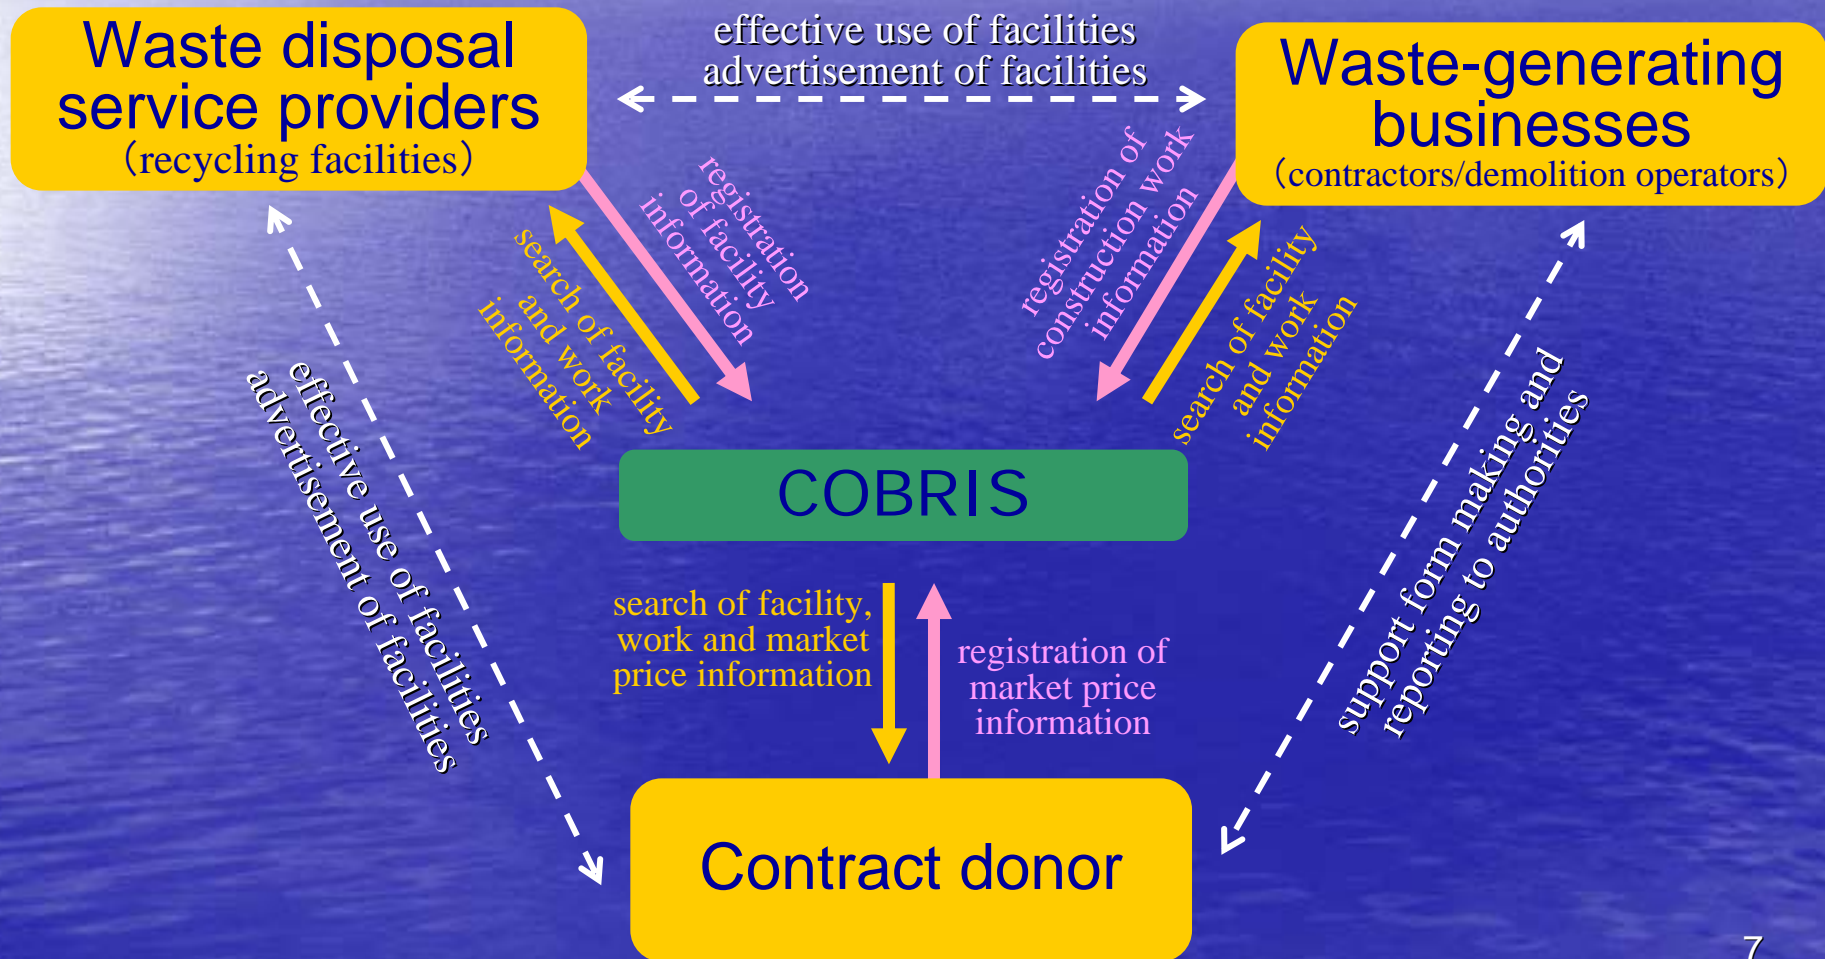 Waste disposal
service providers
（recycling facilities）
effective use of facilities
advertisement of facilities
Waste-generating
businesses
（contractors/demolition operators）
registration
of facility
information
search of facility
and work
information
registration of
construction work
information
search of facility
and work
information
effective use of facilities
advertisement of facilities
COBRIS
support form making and
reporting to authorities
search of facility,
work and market
price information
registration of
market price
information
Contract donor
7